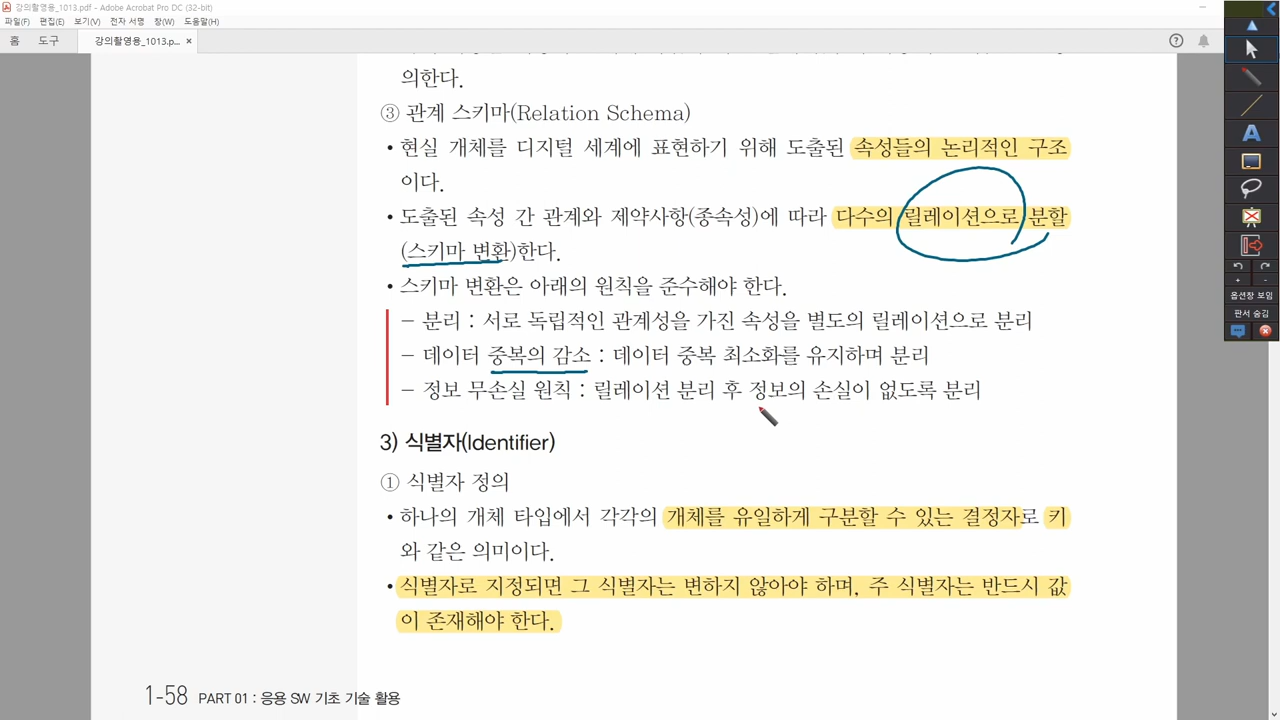 강의촬영용_1013.pdf - Adobe Acrobat Pro DC (32-bit)
파일(F) 편집(E) 보기(V) 전자 서명 창(W) 도움말(H)
홈 도구 강의촬영용_1013.p... ×
의한다.
③ 관계 스키마(Relation Schema)
• 현실 개체를 디지털 세계에 표현하기 위해 도출된 속성들의 논리적인 구조
이다.
• 도출된 속성 간 관계와 제약사항(종속성)에 따라 다수의 릴레이션으로 분할
(스키마 변환)한다.
• 스키마 변환은 아래의 원칙을 준수해야 한다.
– 분리 : 서로 독립적인 관계성을 가진 속성을 별도의 릴레이션으로 분리
– 데이터 중복의 감소 : 데이터 중복 최소화를 유지하며 분리
– 정보 무손실 원칙 : 릴레이션 분리 후 정보의 손실이 없도록 분리
3) 식별자(Identifier)
① 식별자 정의
• 하나의 개체 타입에서 각각의 개체를 유일하게 구분할 수 있는 결정자로 키
와 같은 의미이다.
• 식별자로 지정되면 그 식별자는 변하지 않아야 하며, 주 식별자는 반드시 값
이 존재해야 한다.
1-58 PART 01 : 응용 SW 기초 기술 활용
A
옵션장 보임
판서 숨김